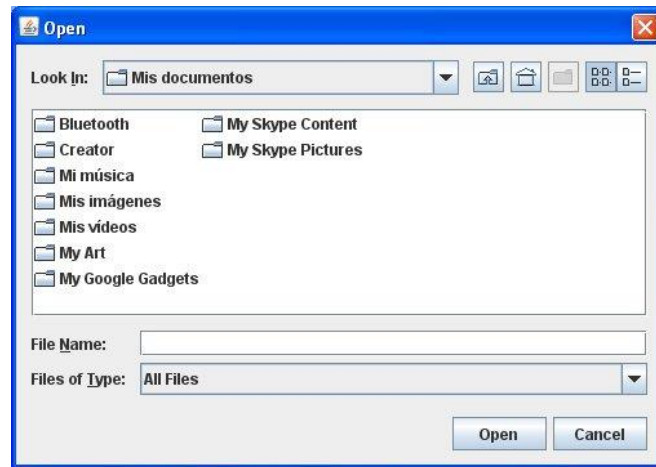 Open
Look In: Mis documentos
Bluetooth
Creator
Mi música
Mis imágenes
Mis vídeos
My Art
My Google Gadgets
My Skype Content
My Skype Pictures
File Name:
Files of Type: All Files
Open Cancel